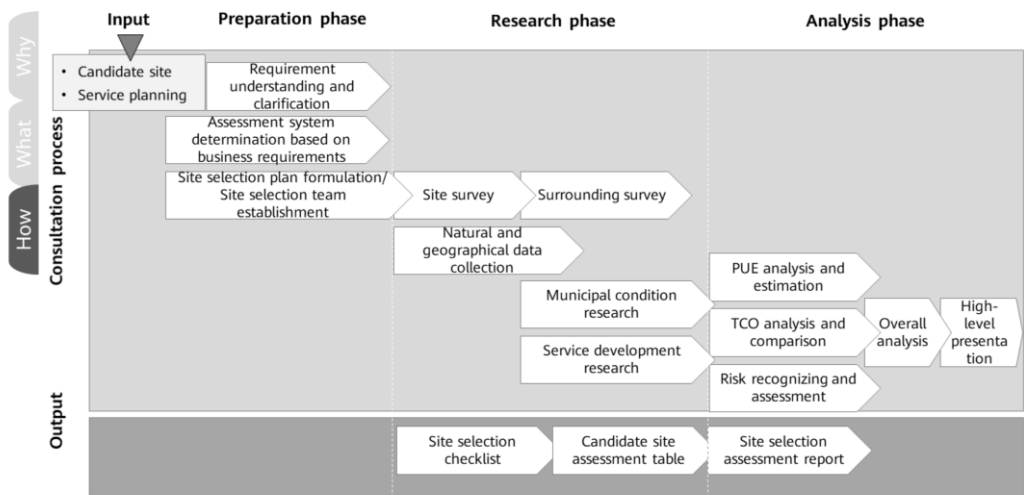 Input
Preparation phase
Research phase
Analysis phase
Why
What
How
Consultation process
Output
• Candidate site
• Service planning
Requirement
understanding and
clarification
Assessment system
determination based on
business requirements
Site selection plan formulation/
Site selection team
establishment
Site survey
Surrounding survey
Natural and
geographical data
collection
Municipal condition
research
Service development
research
PUE analysis and
estimation
TCO analysis and
comparison
Risk recognizing and
assessment
Overall
analysis
High-
level
presenta
tion
Site selection
checklist
Candidate site
assessment table
Site selection
assessment report